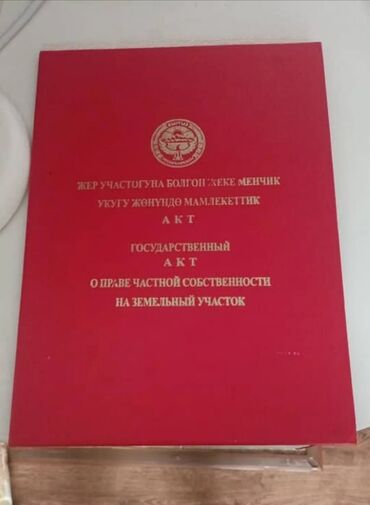 ЖЕР УЧАСТОГУНА БОЛГОН ЖЕКЕ МЕНЧИК
УКУГУ ЖӨНҮНДӨ МАМЛЕКЕТТИК
АКТ
ГОСУДАРСТВЕННЫЙ
АКТ
О ПРАВЕ ЧАСТНОЙ СОБСТВЕННОСТИ
НА ЗЕМЕЛЬНЫЙ УЧАСТОК